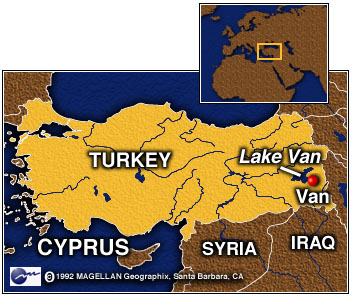 TURKEY
Lake Van
Van
CYPRUS
SYRIA
IRAQ
© 1992 MAGELLAN Geographix, Santa Barbara, CA